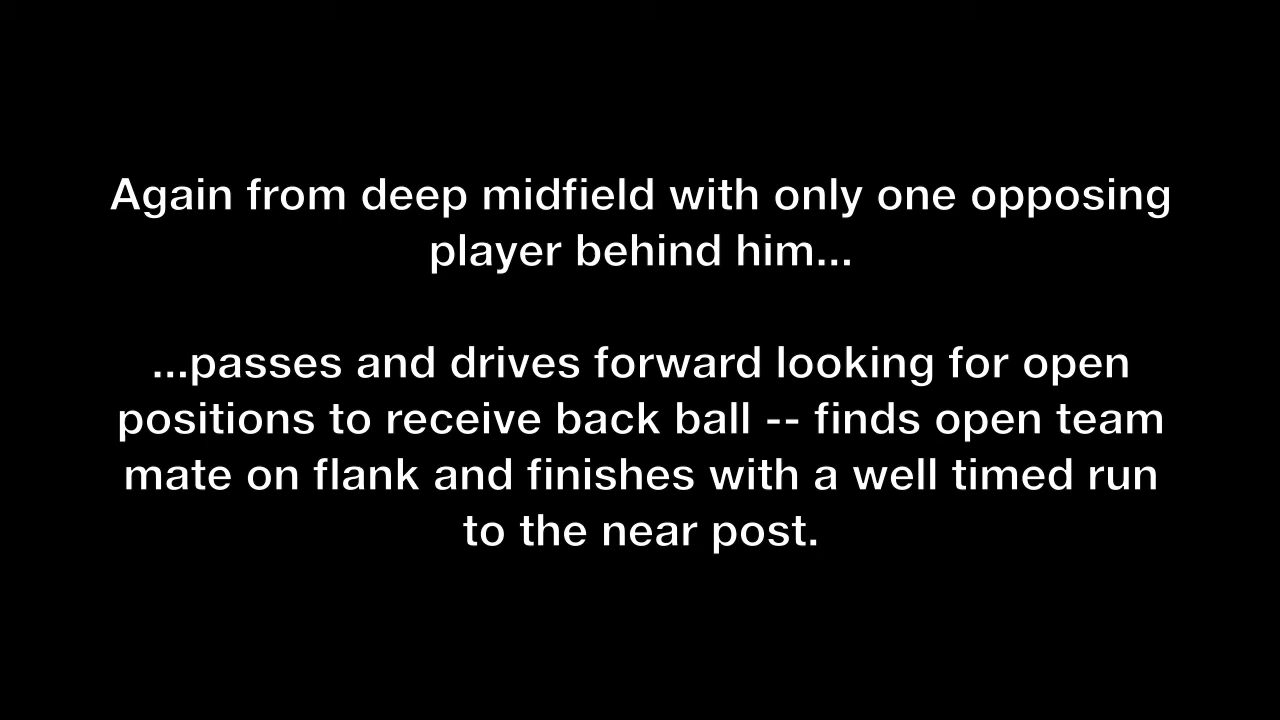 Again from deep midfield with only one opposing
player behind him...
...passes and drives forward looking for open
positions to receive back ball -- finds open team
mate on flank and finishes with a well timed run
to the near post.